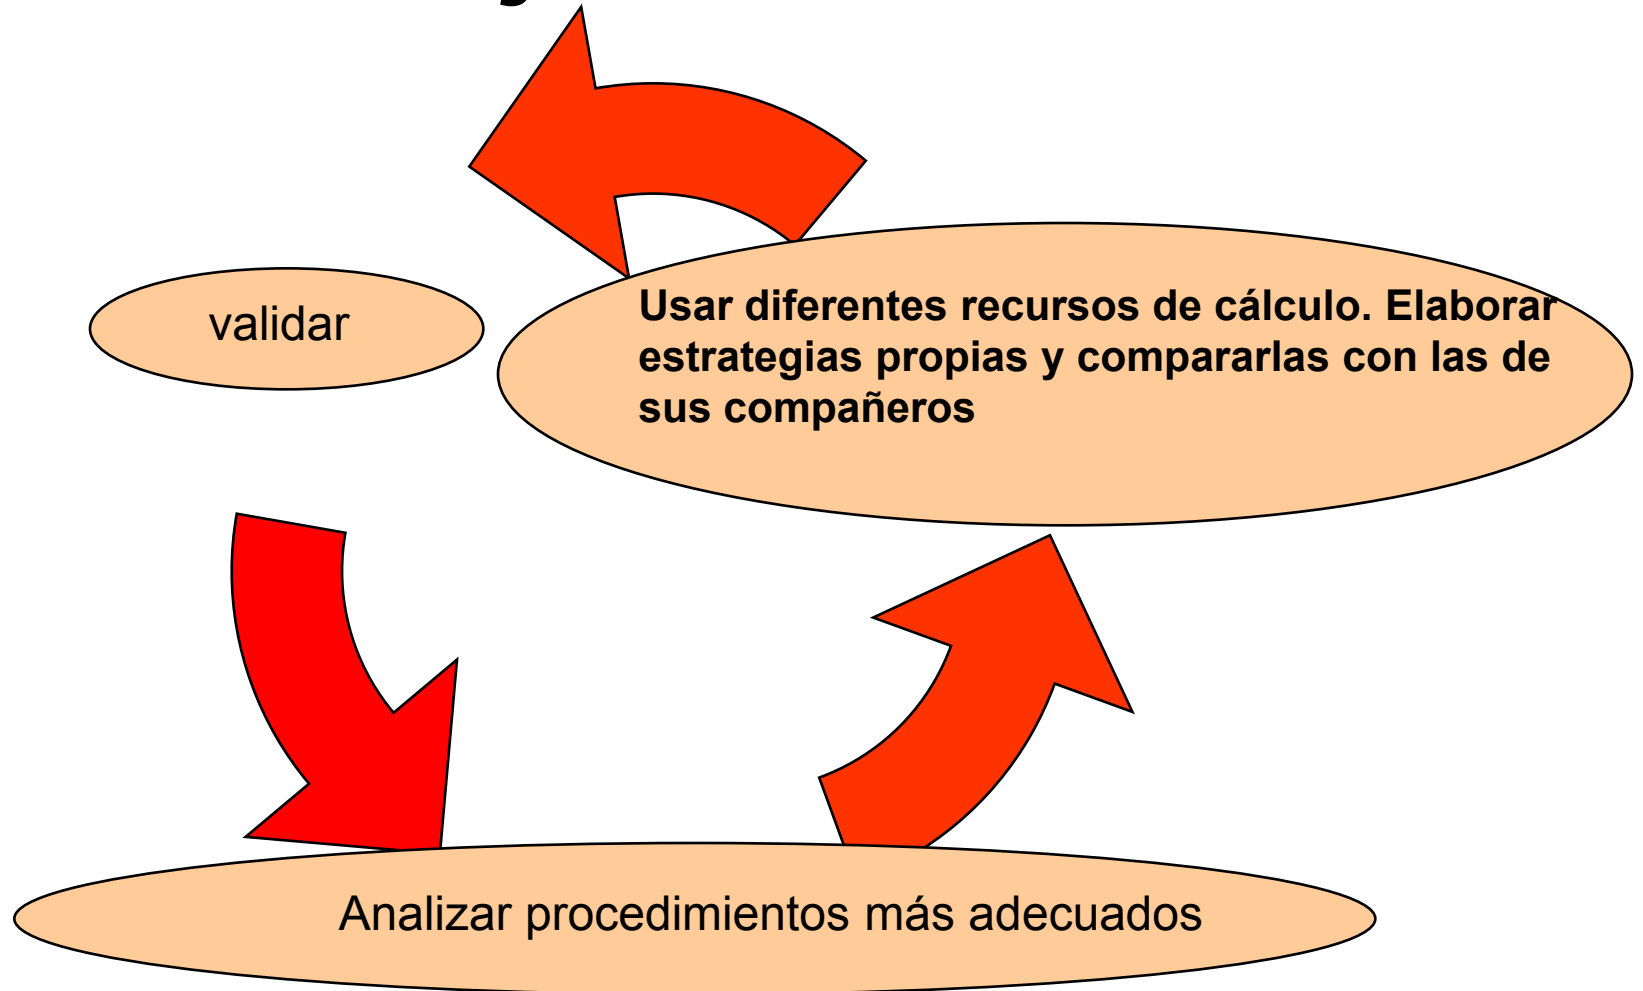 validar
Usar diferentes recursos de cálculo. Elaborar
estrategias propias y compararlas con las de
sus compañeros
Analizar procedimientos más adecuados